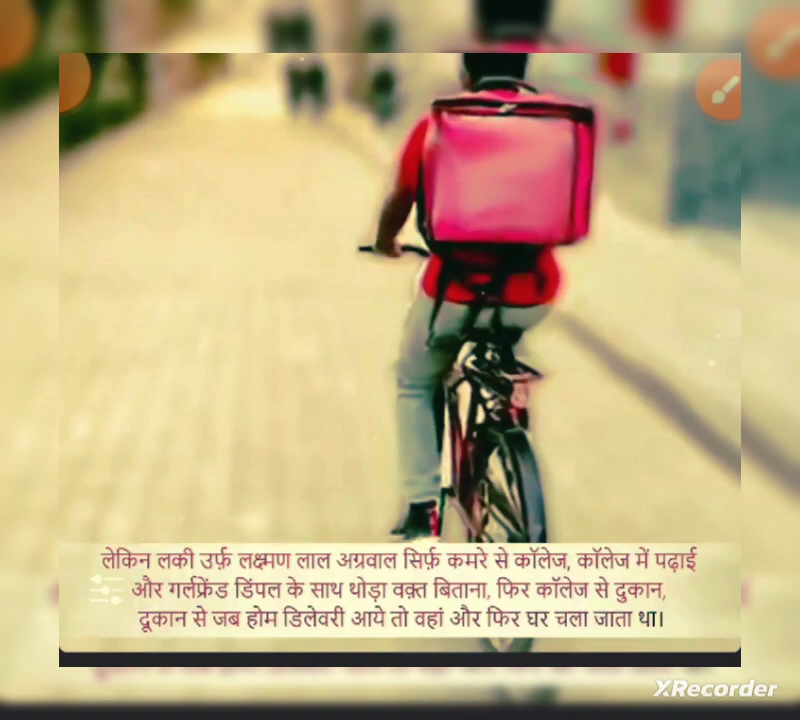 लेकिन लकी उर्फ़ लक्ष्मण लाल अग्रवाल सिर्फ़ कमरे से कॉलेज, कॉलेज में पढ़ाई
और गर्लफ्रेंड डिंपल के साथ थोड़ा वक़्त बिताना, फिर कॉलेज से दुकान,
दूकान से जब होम डिलेवरी आये तो वहां और फिर घर चला जाता था।
XRecorder